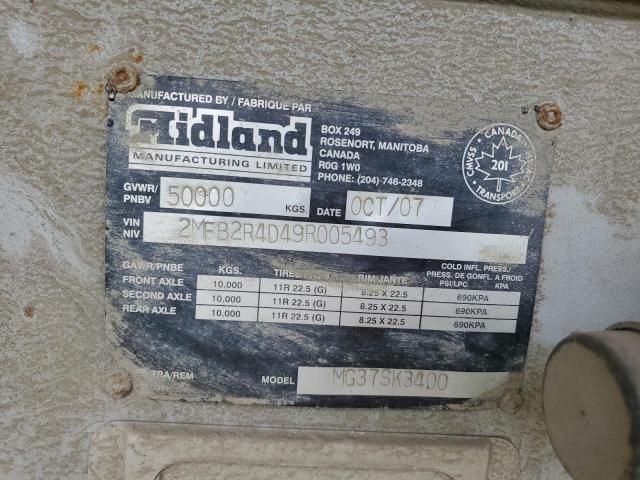 MANUFACTURED BY / FABRIQUE PAR
Midland
MANUFACTURING LIMITED
BOX 249
ROSENORT, MANITOBA
CANADA
R0G 1W0
PHONE: (204) 746-2348
CANADA
CMVSS
201
TRANSPORT
GVWR/
PNBV
50000
KGS.
DATE
OCT/07
VIN
NIV
2MFB2R4D49R005493
GAWR/PNBE
KGS.
RIM/JANTE
COLD INFL. PRESS./
PRESS. DE GONFL. A FROID
PSI/LPC KPA
FRONT AXLE 10,000 11R 22.5 (G) 8.25 X 22.5 690KPA
SECOND AXLE 10,000 11R 22.5 (G) 8.25 X 22.5 690KPA
REAR AXLE 10,000 11R 22.5 (G) 8.25 X 22.5 690KPA
TRA/REM
MODEL
MG37SK3400